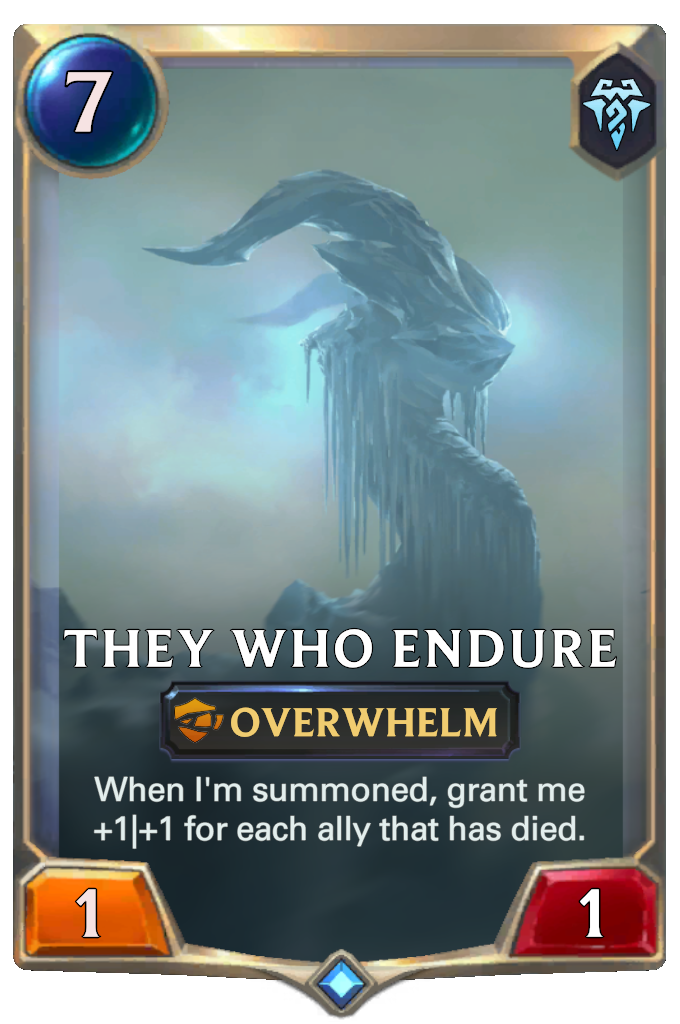 7
THEY WHO ENDURE
OVERWHELM
When I'm summoned, grant me
+1|+1 for each ally that has died.
1 1